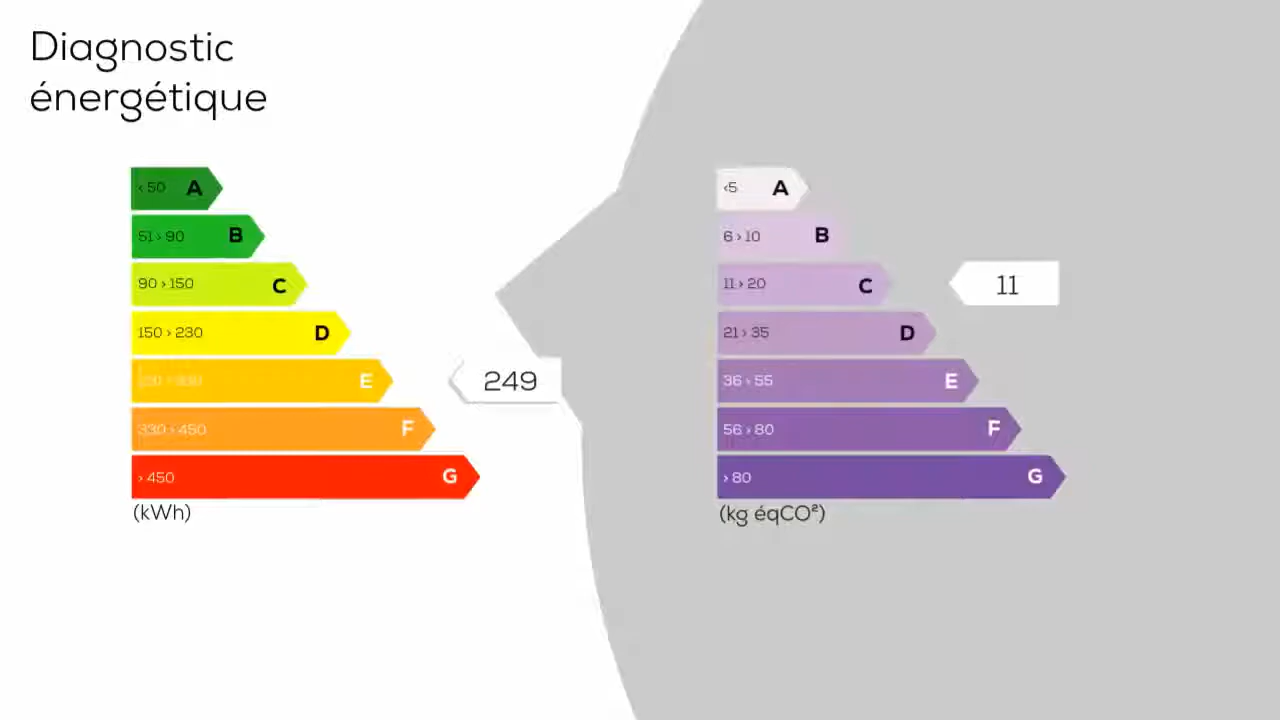 Diagnostic
énergétique
< 50 A
51 > 90 B
90 > 150 C
150 > 230 D
E
330 > 450 F
> 450 G
(kWh)
249
<5 A
6 > 10 B
11 > 20 C
21 > 35 D
36 > 55 E
56 > 80 F
> 80 G
(kg éqCO²)
11